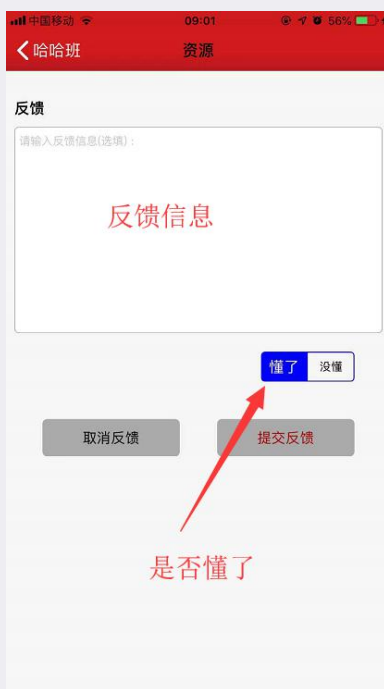 中国移动 09:01 56%
哈哈班 资源
反馈
请输入反馈信息(选填)：
反馈信息
懂了 没懂
取消反馈 提交反馈
是否懂了